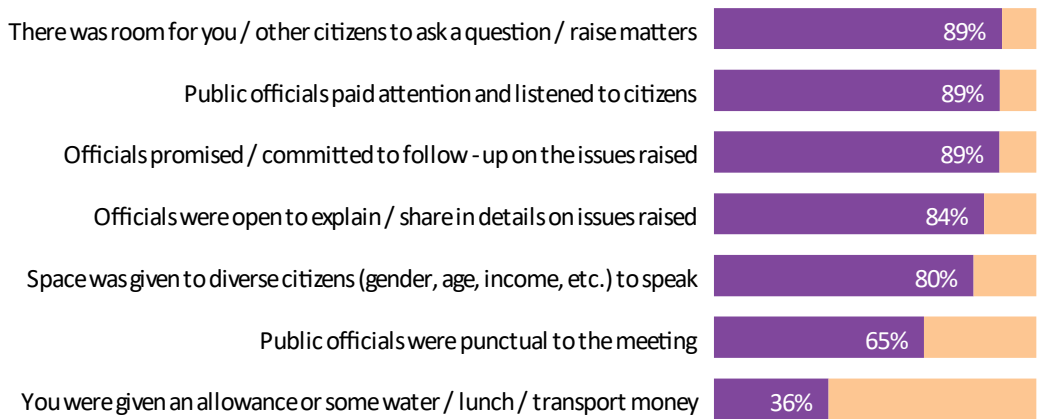 There was room for you / other citizens to ask a question / raise matters 89%
Public officials paid attention and listened to citizens 89%
Officials promised / committed to follow - up on the issues raised 89%
Officials were open to explain / share in details on issues raised 84%
Space was given to diverse citizens (gender, age, income, etc.) to speak 80%
Public officials were punctual to the meeting 65%
You were given an allowance or some water / lunch / transport money 36%